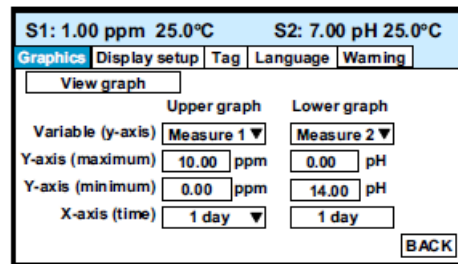 S1: 1.00 ppm 25.0ºC S2: 7.00 pH 25.0ºC
Graphics Display setup Tag Language Warning
View graph
Upper graph Lower graph
Variable (y-axis) Measure 1 ▼ Measure 2 ▼
Y-axis (maximum) 10.00 ppm 0.00 pH
Y-axis (minimum) 0.00 ppm 14.00 pH
X-axis (time) 1 day ▼ 1 day
BACK